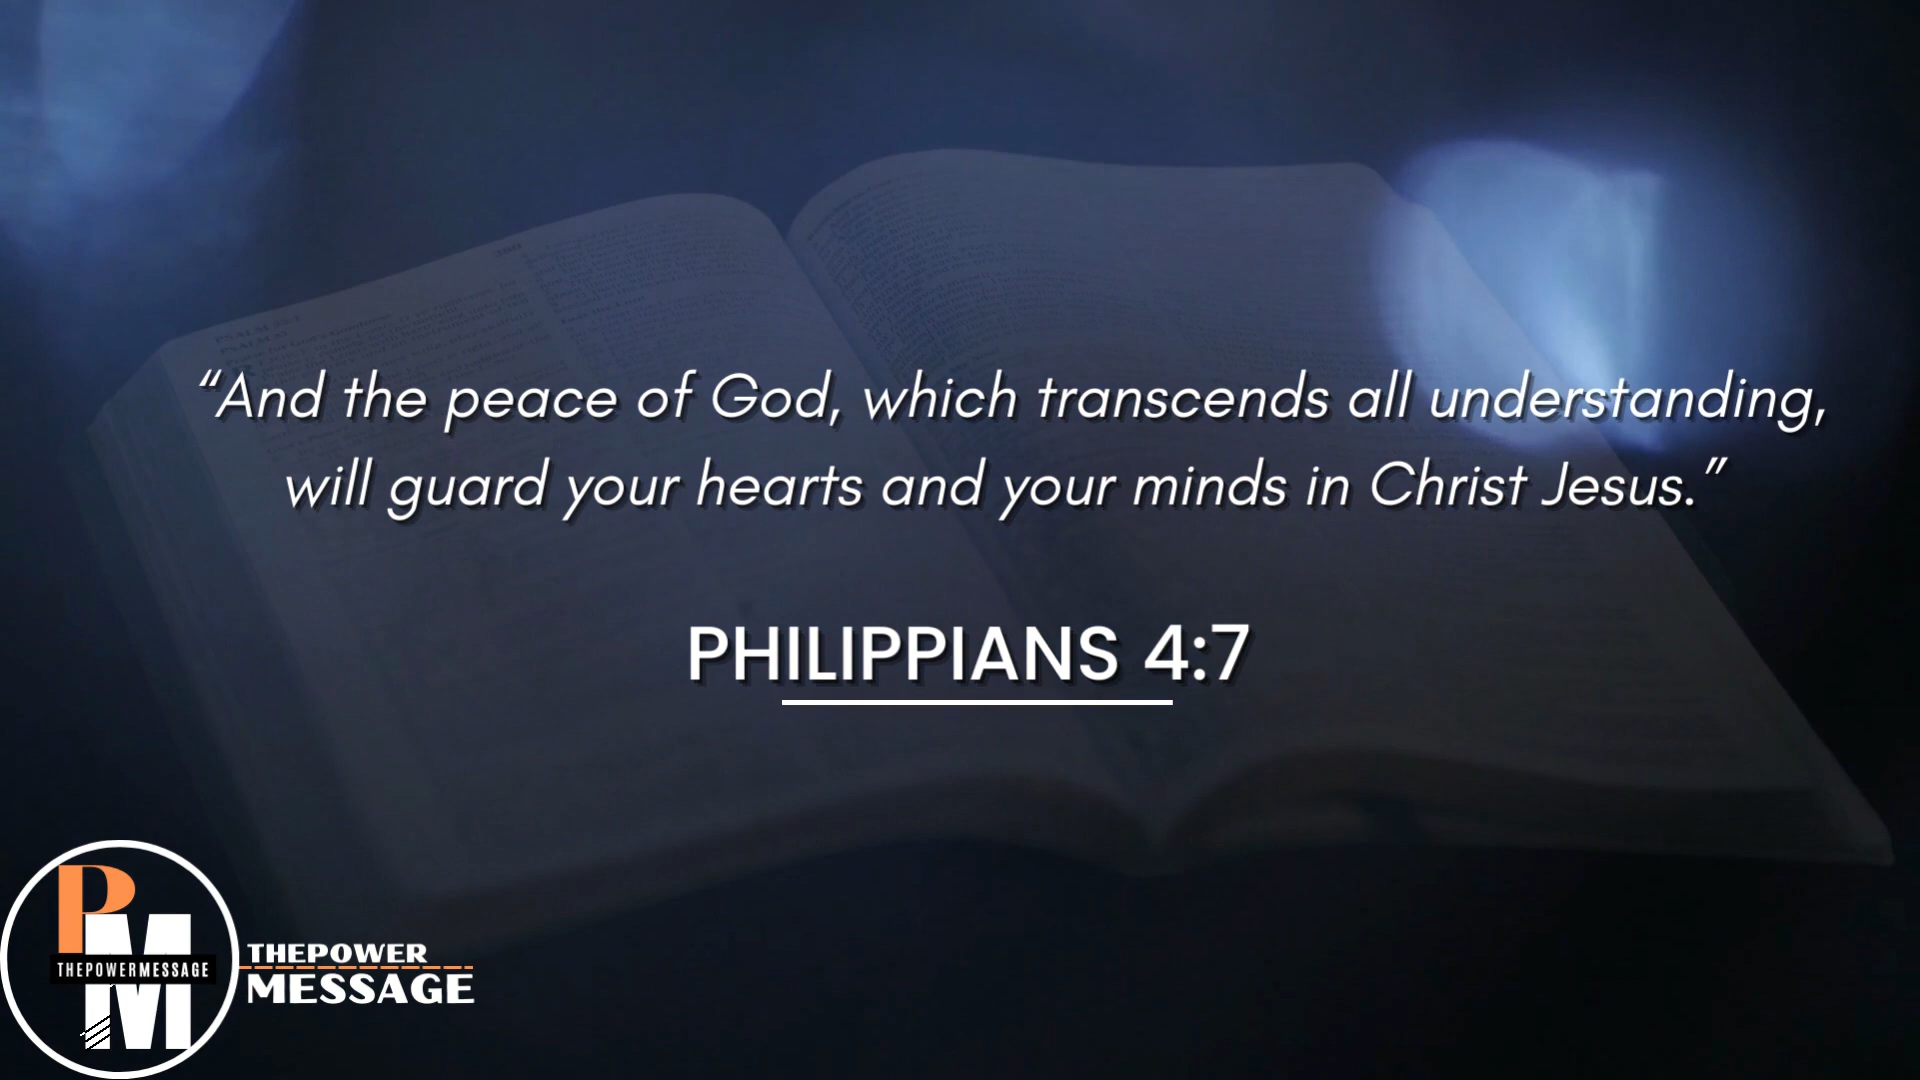 “And the peace of God, which transcends all understanding,
will guard your hearts and your minds in Christ Jesus.”
PHILIPPIANS 4:7
PM
THEPOWERMESSAGE
THEPOWER
MESSAGE